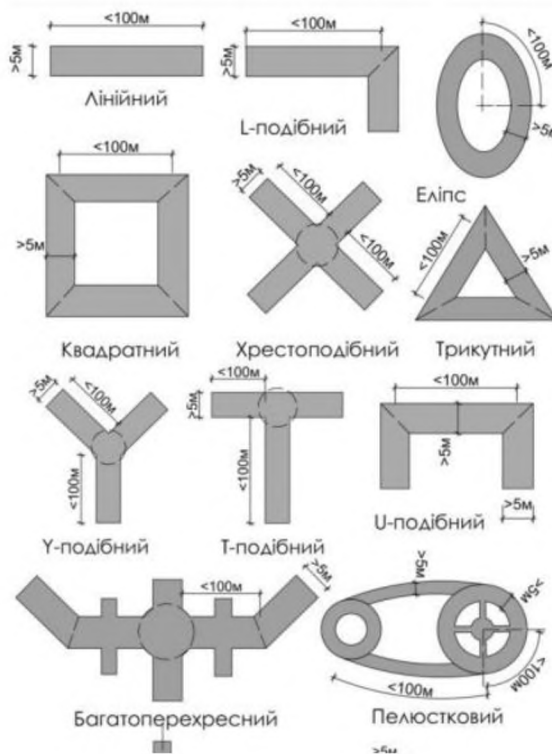 <100м
<100м
>5м
>5м
<100м
>5м
Лінійний
L-подібний
Еліпс
<100м
>5м
>5м
<100м
<100м
<100м
>5м
Квадратний
Хрестоподібний
Трикутний
>5м
<100м
<100м
<100м
>5м
<100м
<100м
>5м
>5м
Y-подібний
T-подібний
U-подібний
<100м
>5м
>5м
>5м
<100м
<100м
Багатоперехресний
Пелюстковий
>5м